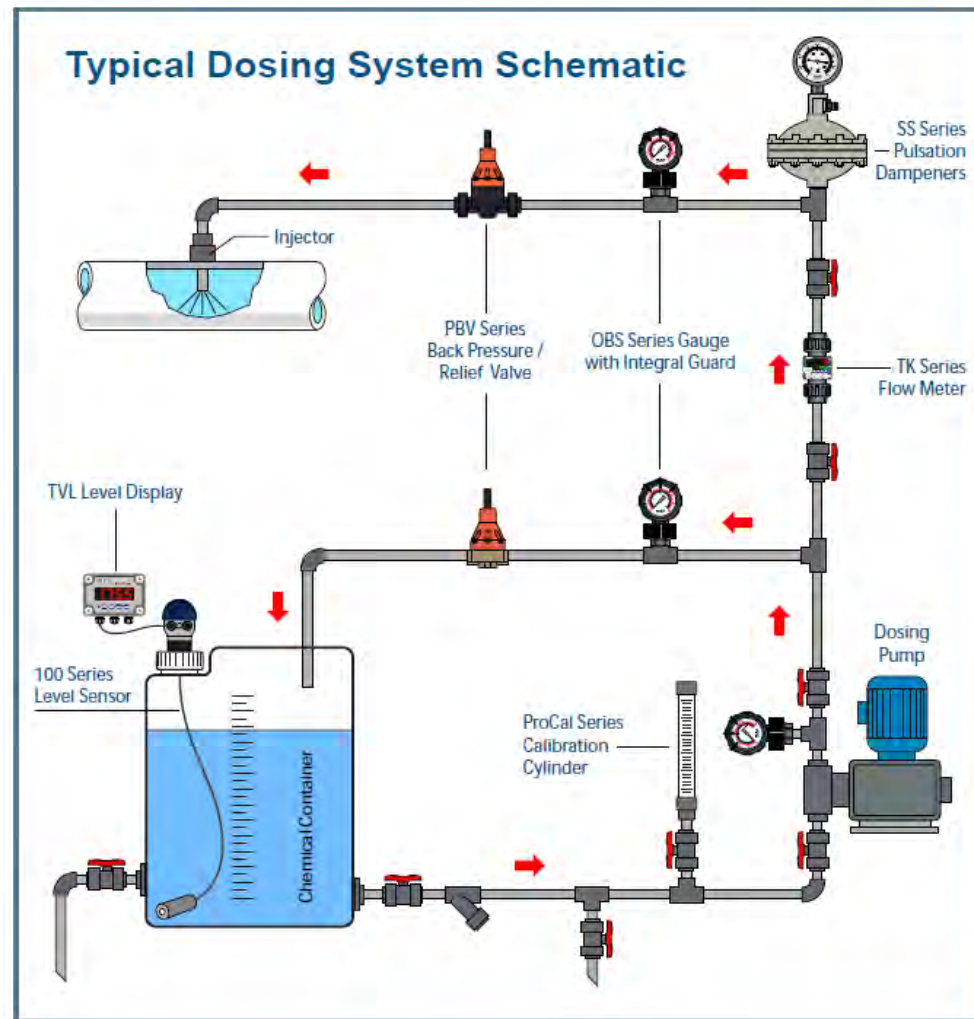 Typical Dosing System Schematic
SS Series
Pulsation
Dampeners
Injector
PBV Series
Back Pressure /
Relief Valve
OBS Series Gauge
with Integral Guard
TK Series
Flow Meter
TVL Level Display
100 Series
Level Sensor
Chemical Container
ProCal Series
Calibration
Cylinder
Dosing
Pump